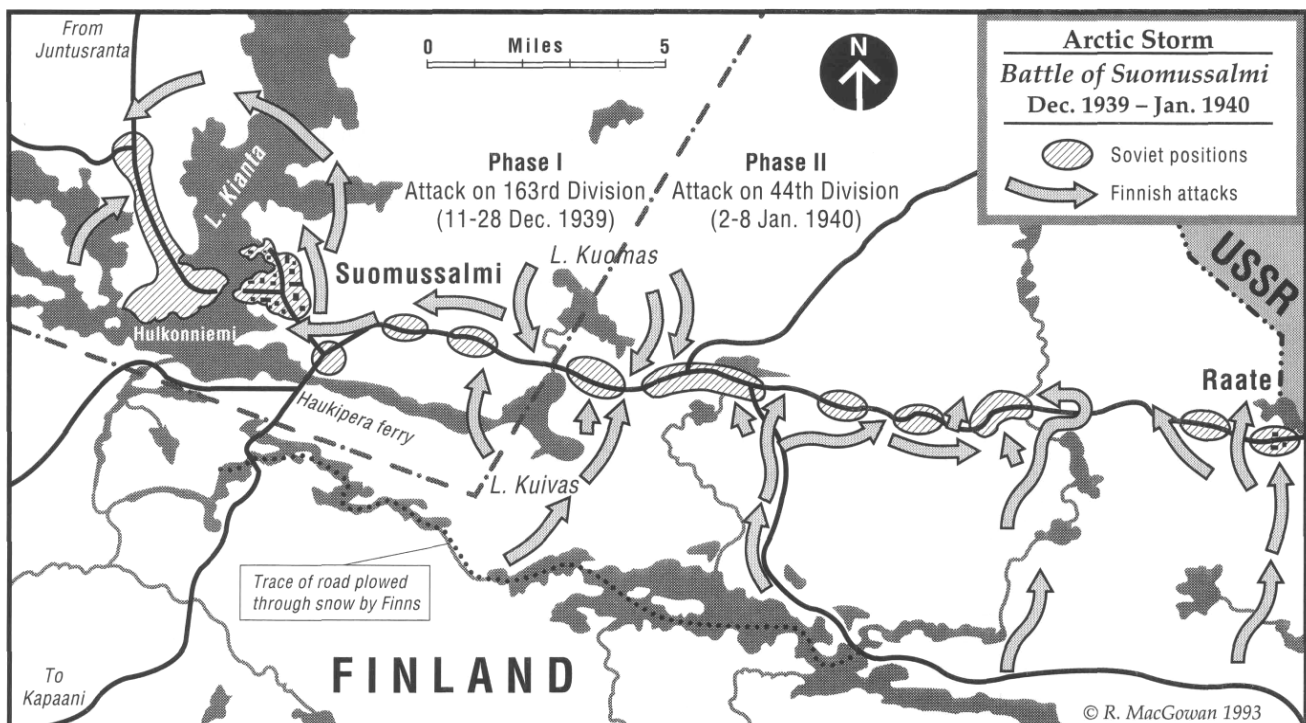 From
Juntusranta
0 Miles 5
N
Arctic Storm
Battle of Suomussalmi
Dec. 1939 – Jan. 1940
Soviet positions
Finnish attacks
Phase I
Attack on 163rd Division
(11-28 Dec. 1939)
Phase II
Attack on 44th Division
(2-8 Jan. 1940)
L. Kianta
Suomussalmi
L. Kuomas
USSR
Hulkonniemi
Raate
Haukipera ferry
L. Kuivas
Trace of road plowed
through snow by Finns
FINLAND
To
Kapaani
© R. MacGowan 1993